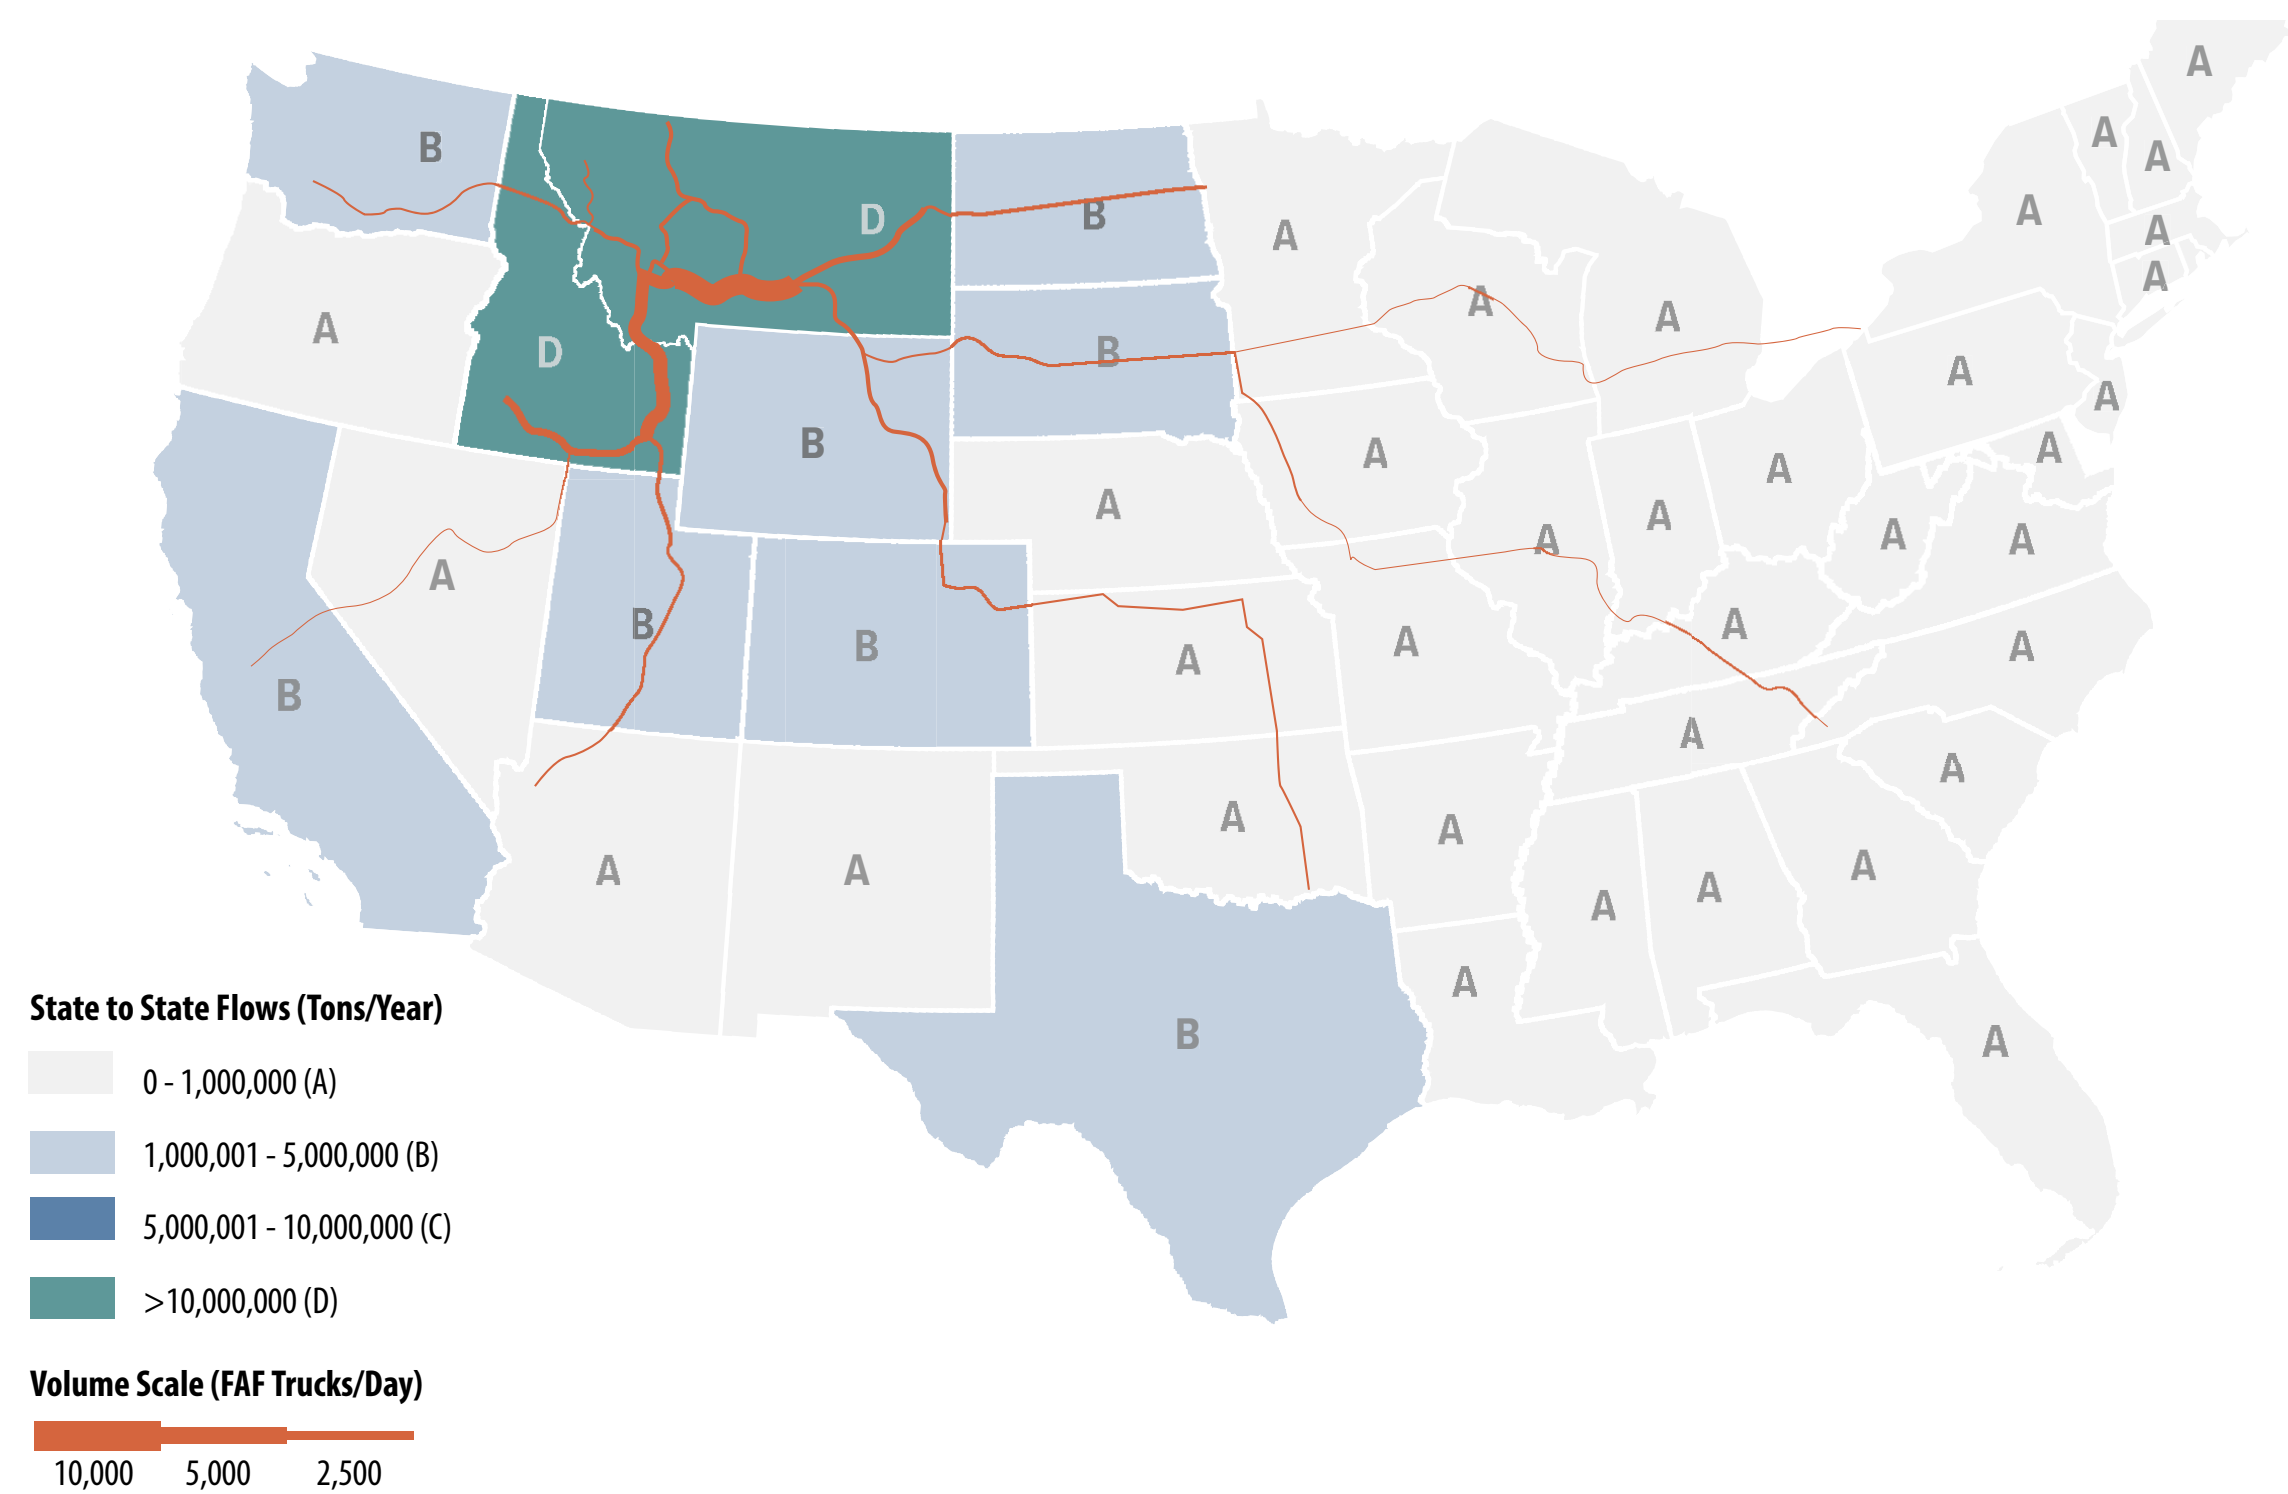 A
A
A
B
A
D
A
B
A
A
A
A
A
A
A
D
B
A
B
A
A
B
A
A
A
A
A
A
A
A
B
A
A
B
A
A
A
B
A
A
A
A
A
A
A
A
A
A
B
A
State to State Flows (Tons/Year)
0 - 1,000,000 (A)
1,000,001 - 5,000,000 (B)
5,000,001 - 10,000,000 (C)
>10,000,000 (D)
Volume Scale (FAF Trucks/Day)
10,000 5,000 2,500